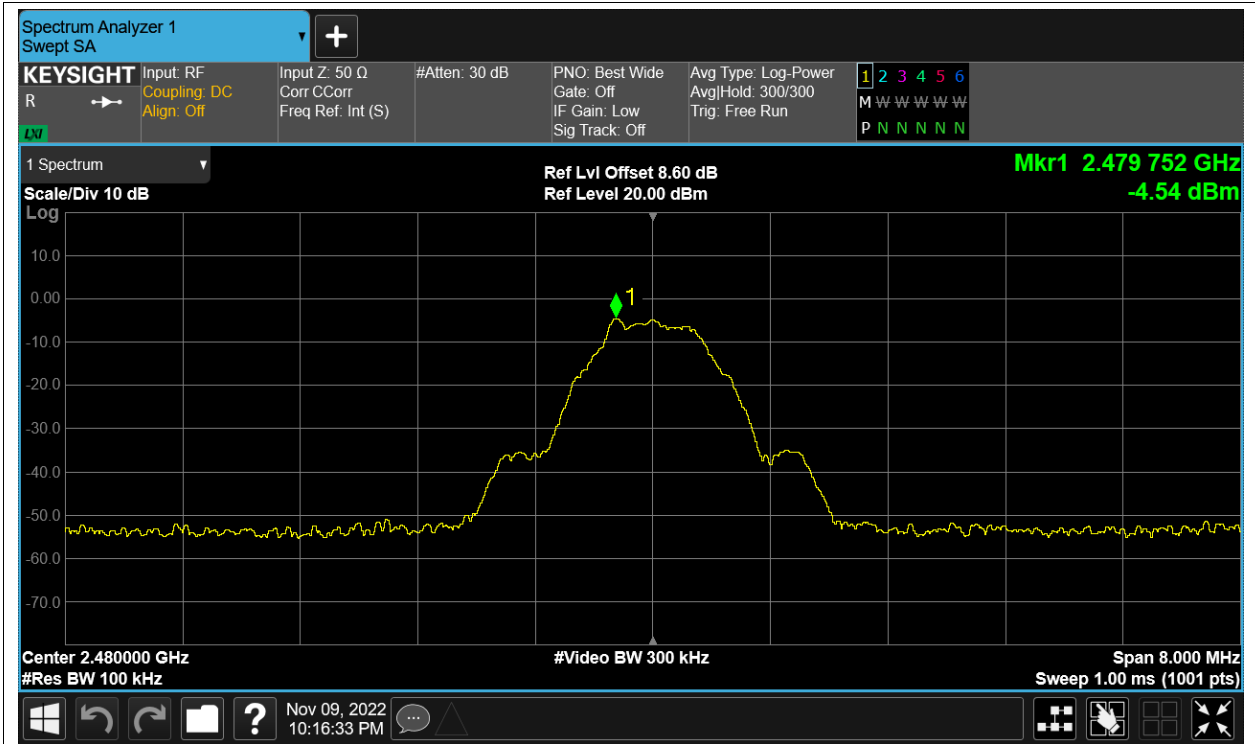 Spectrum Analyzer 1
Swept SA
+
KEYSIGHT
R
LXI
Input: RF
Coupling: DC
Align: Off
Input Z: 50 Ω
Corr CCorr
Freq Ref: Int (S)
#Atten: 30 dB
PNO: Best Wide
Gate: Off
IF Gain: Low
Sig Track: Off
Avg Type: Log-Power
Avg|Hold: 300/300
Trig: Free Run
1 2 3 4 5 6
M W W W W W
P N N N N N
1 Spectrum
Scale/Div 10 dB
Log
Ref Lvl Offset 8.60 dB
Ref Level 20.00 dBm
Mkr1 2.479 752 GHz
-4.54 dBm
1
10.0
0.00
-10.0
-20.0
-30.0
-40.0
-50.0
-60.0
-70.0
Center 2.480000 GHz
#Res BW 100 kHz
#Video BW 300 kHz
Span 8.000 MHz
Sweep 1.00 ms (1001 pts)
?
Nov 09, 2022
10:16:33 PM